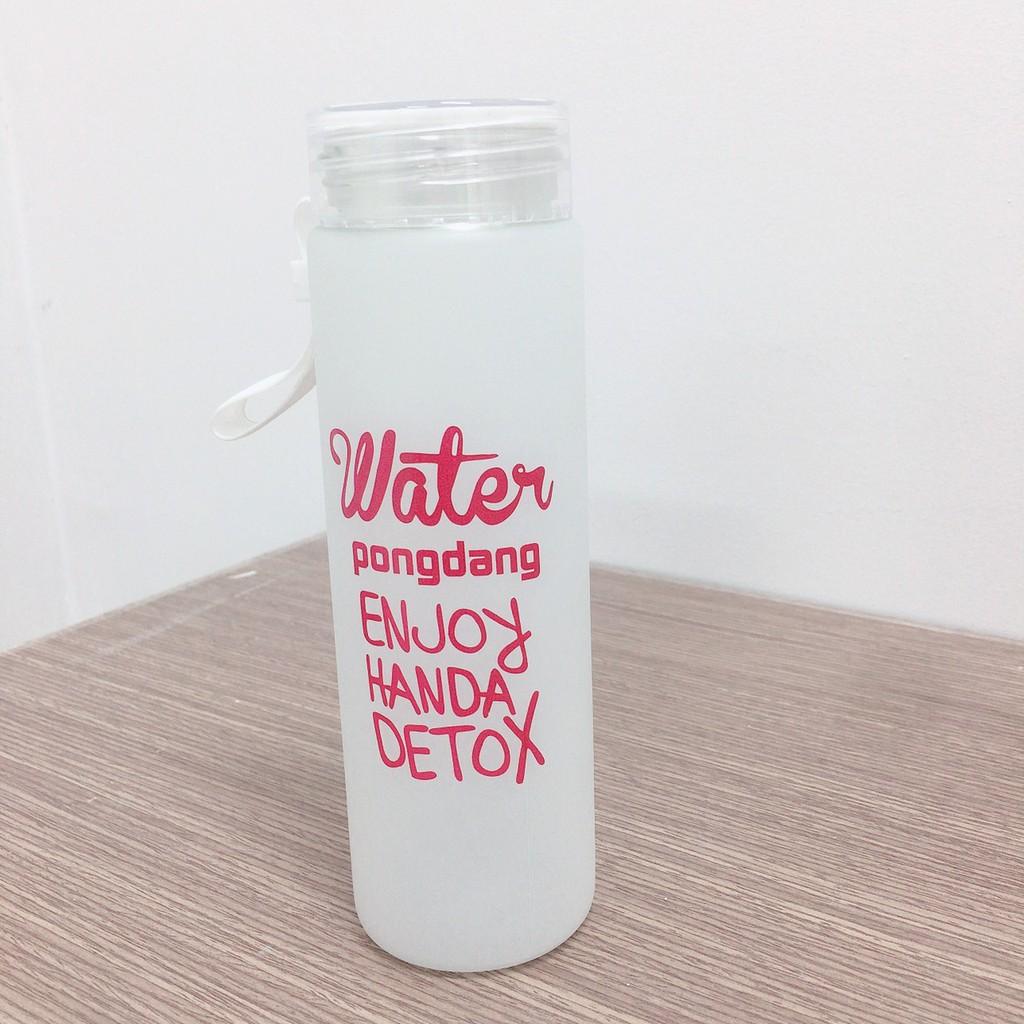 Water
pongdang
ENJOY
HANDA
DETOX